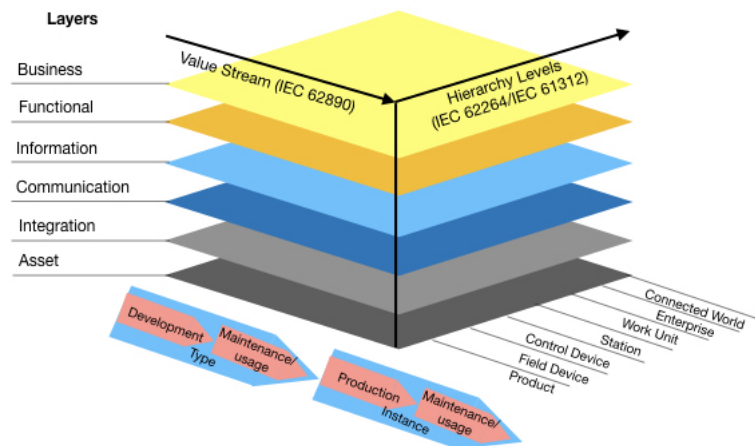 Layers
Business
Functional
Information
Communication
Integration
Asset
Value Stream (IEC 62890)
Hierarchy Levels
(IEC 62264/IEC 61312)
Connected World
Enterprise
Work Unit
Station
Control Device
Field Device
Product
Development
Maintenance/
usage
Type
Production
Maintenance/
usage
Instance